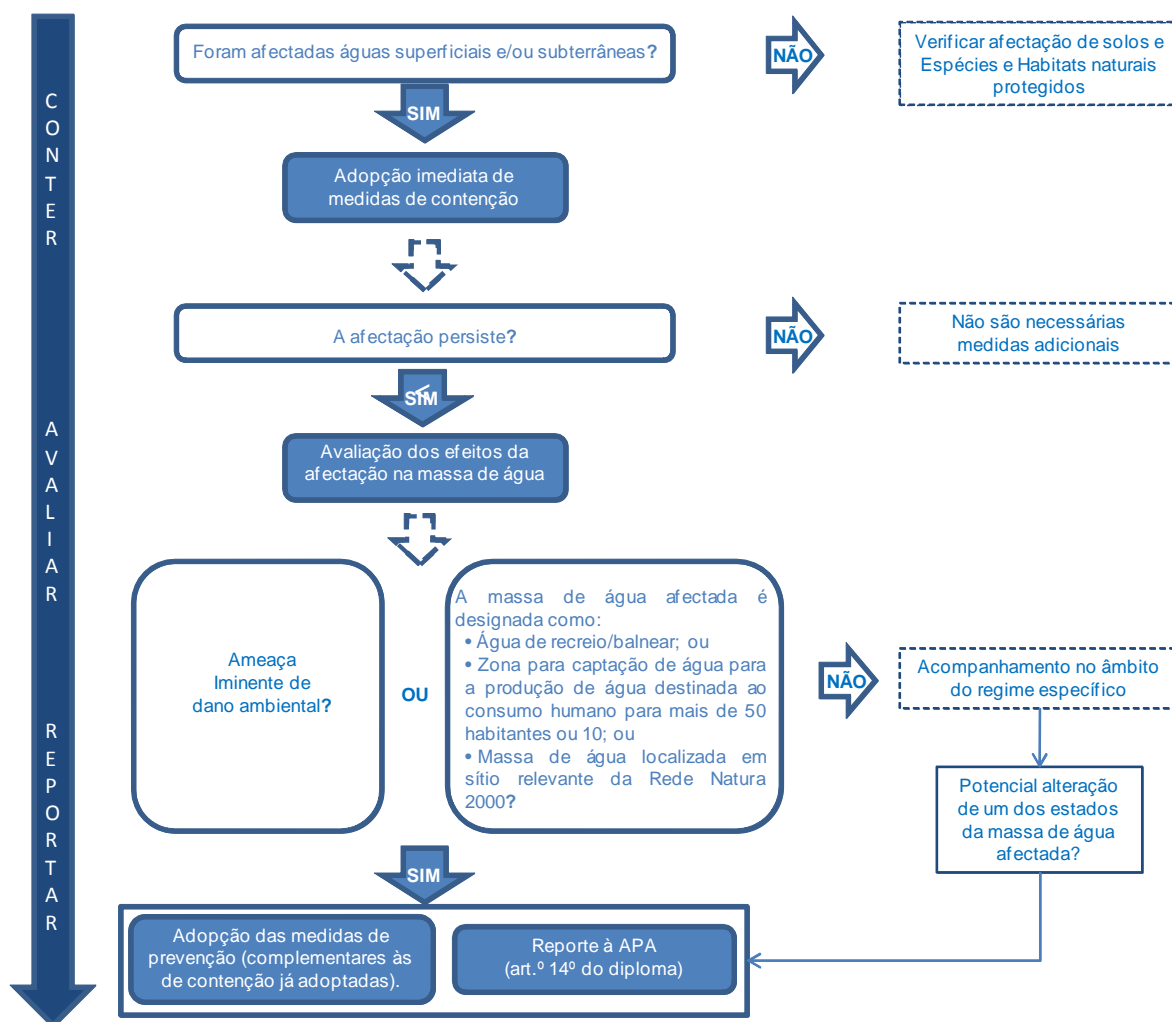 Foram afectadas águas superficiais e/ou subterrâneas?
NÃO
Verificar afectação de solos e
Espécies e Habitats naturais
protegidos
SIM
CONTER
Adopção imediata de
medidas de contenção
A afectação persiste?
NÃO
Não são necessárias
medidas adicionais
SIM
AVALIAR
Avaliação dos efeitos da
afectação na massa de água
Ameaça
Iminente de
dano ambiental?
OU
A massa de água afectada é
designada como:
• Água de recreio/balnear; ou
• Zona para captação de água para
a produção de água destinada ao
consumo humano para mais de 50
habitantes ou 10; ou
• Massa de água localizada em
sítio relevante da Rede Natura
2000?
NÃO
Acompanhamento no âmbito
do regime específico
Potencial alteração
de um dos estados
da massa de água
afectada?
REPORTAR
SIM
Adopção das medidas de
prevenção (complementares às
de contenção já adoptadas).
Reporte à APA
(art.º 14º do diploma)